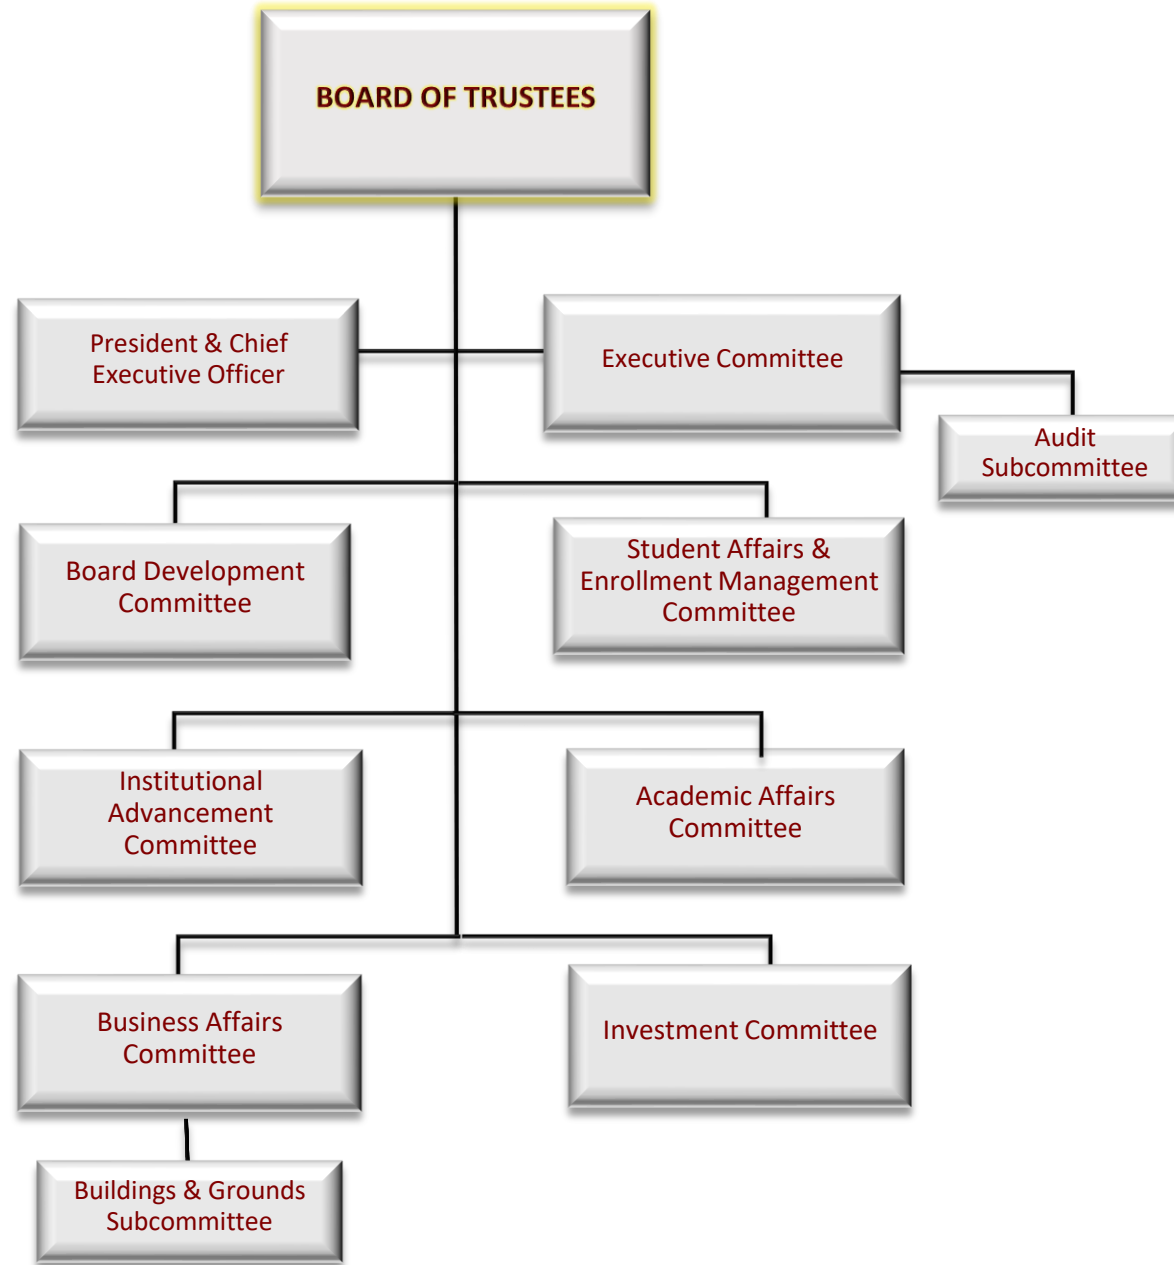 BOARD OF TRUSTEES
President & Chief
Executive Officer
Executive Committee
Audit
Subcommittee
Board Development
Committee
Student Affairs &
Enrollment Management
Committee
Institutional
Advancement
Committee
Academic Affairs
Committee
Business Affairs
Committee
Investment Committee
Buildings & Grounds
Subcommittee